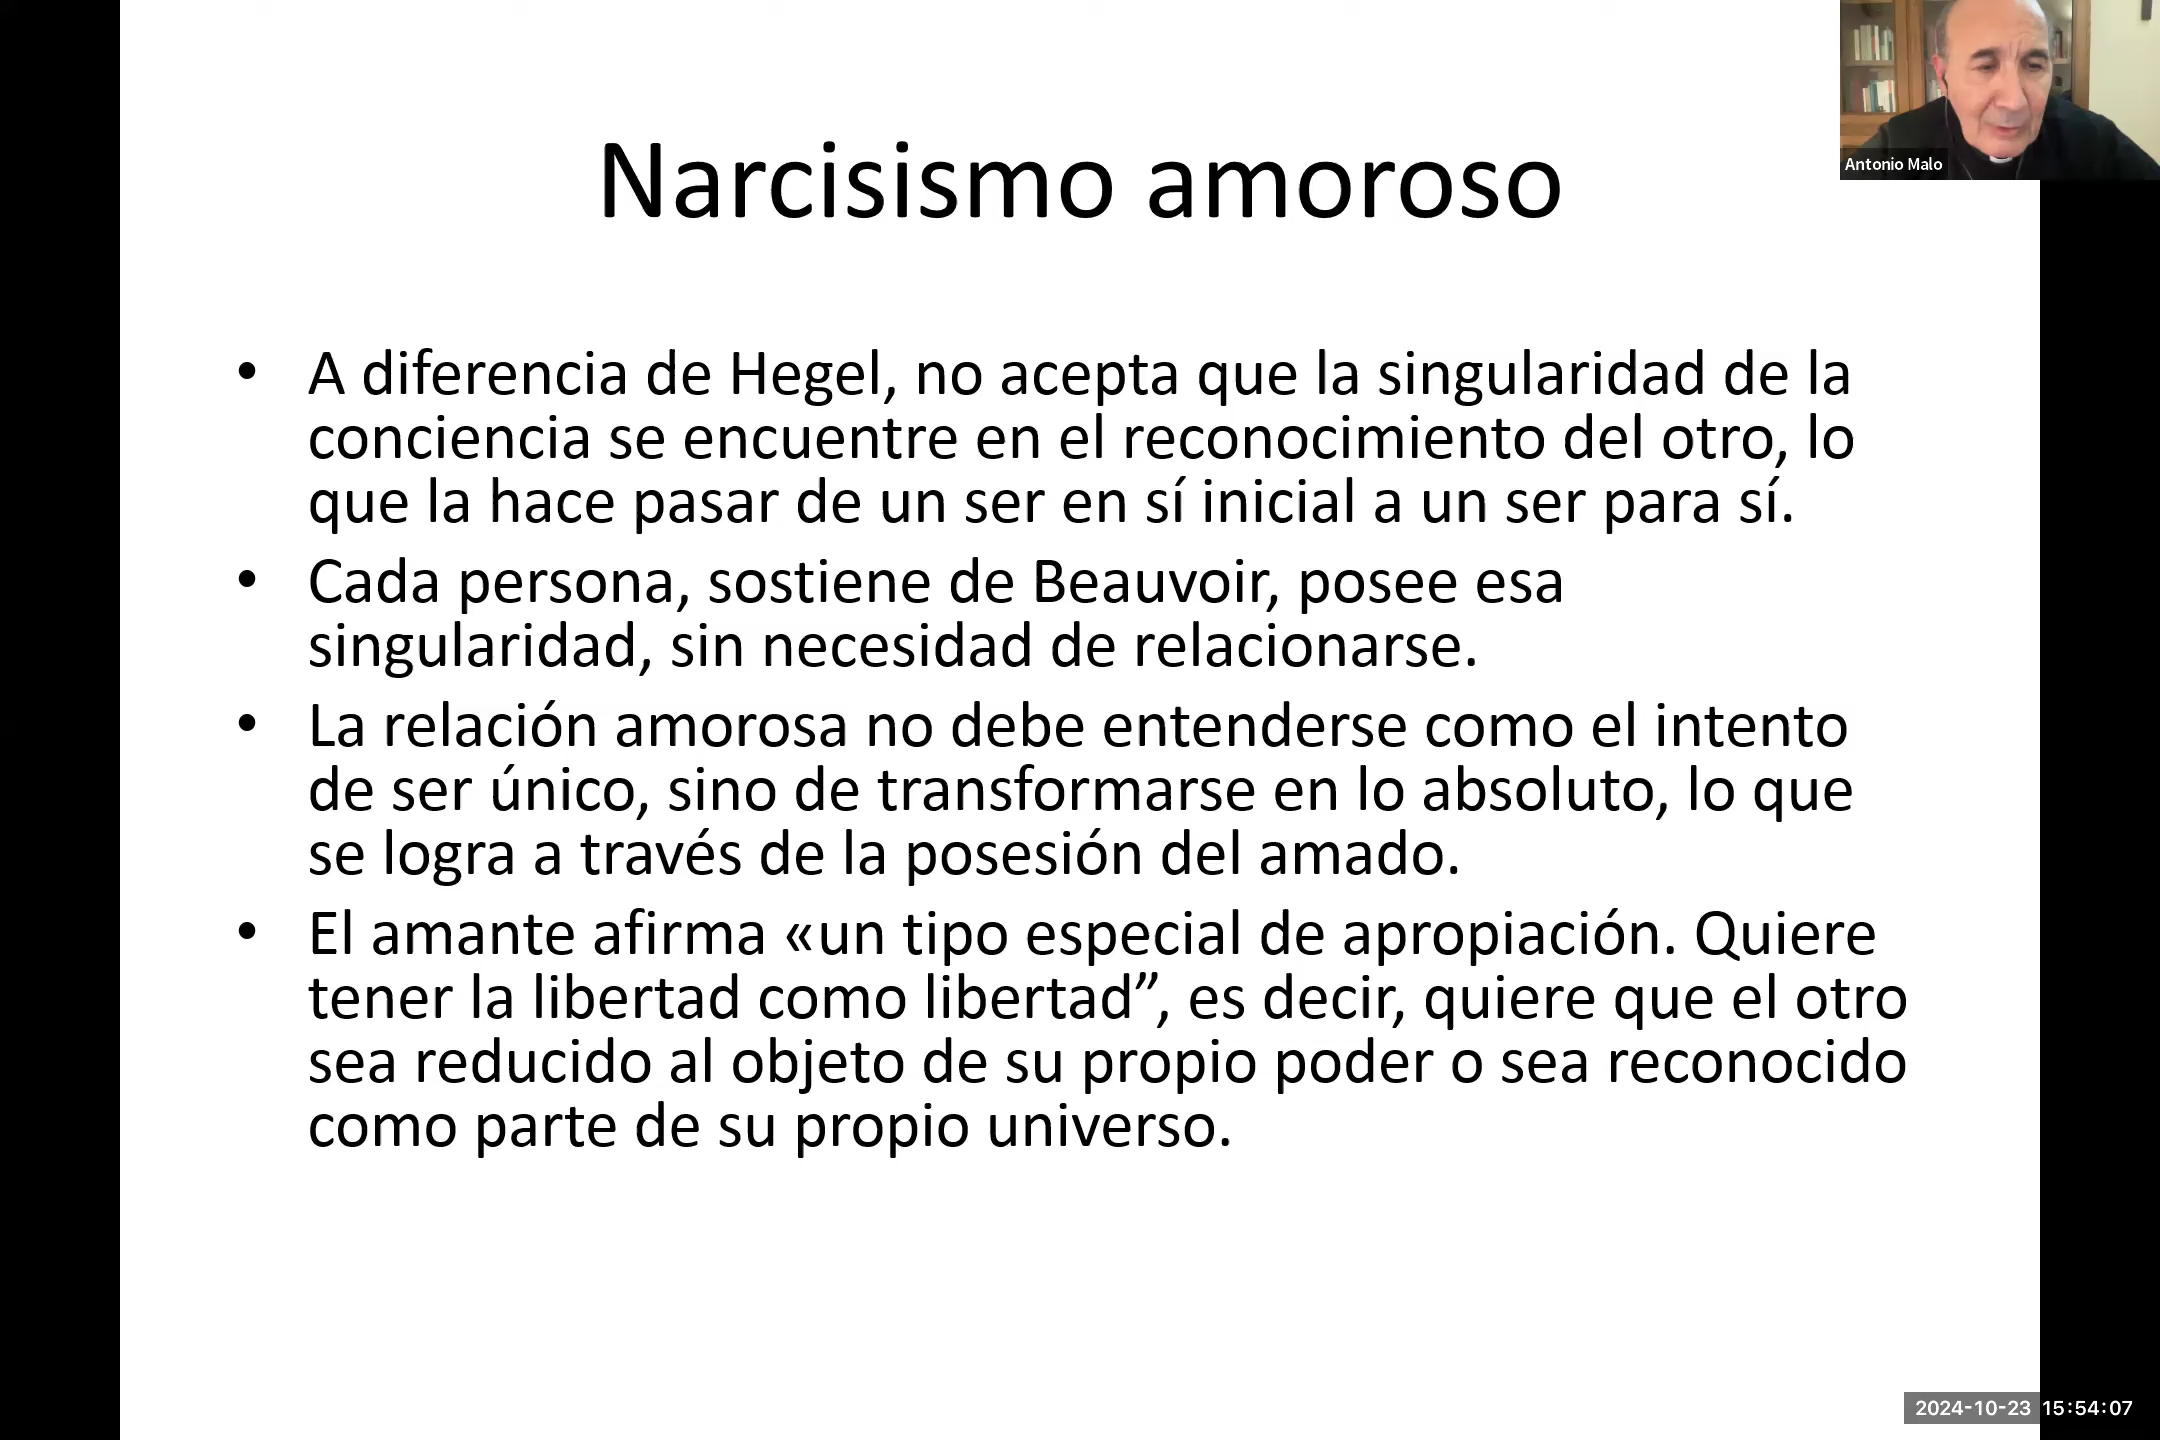 Narcisismo amoroso
Antonio Malo
• A diferencia de Hegel, no acepta que la singularidad de la
conciencia se encuentre en el reconocimiento del otro, lo
que la hace pasar de un ser en sí inicial a un ser para sí.
• Cada persona, sostiene de Beauvoir, posee esa
singularidad, sin necesidad de relacionarse.
• La relación amorosa no debe entenderse como el intento
de ser único, sino de transformarse en lo absoluto, lo que
se logra a través de la posesión del amado.
• El amante afirma «un tipo especial de apropiación. Quiere
tener la libertad como libertad”, es decir, quiere que el otro
sea reducido al objeto de su propio poder o sea reconocido
como parte de su propio universo.
2024-10-23 15:54:07